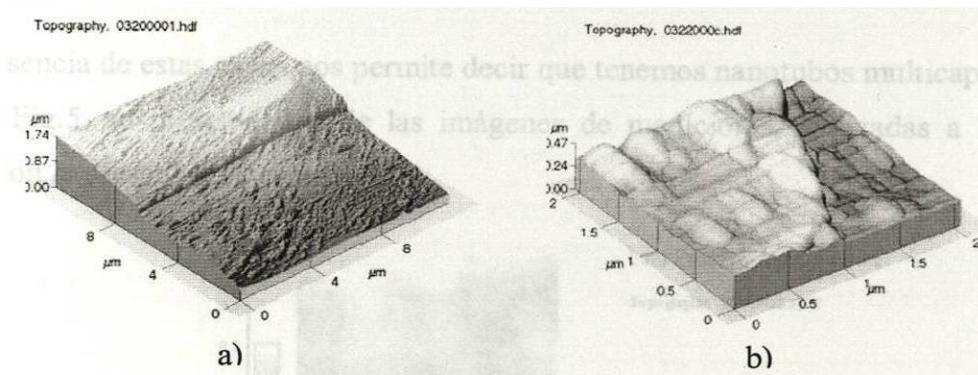 Topography, 03200001.hdf
Topography, 0322000c.hdf
sencia de estas nos permite decir que tenemos nanotubos multicap
las imágenes de
µm
1.74
0.87
0.00
8
µm
4
0
0
4
µm
8
a)
µm
0.47
0.24
0.00
2
1.5
µm
1
0.5
0
0
0.5
1
µm
1.5
2
b)